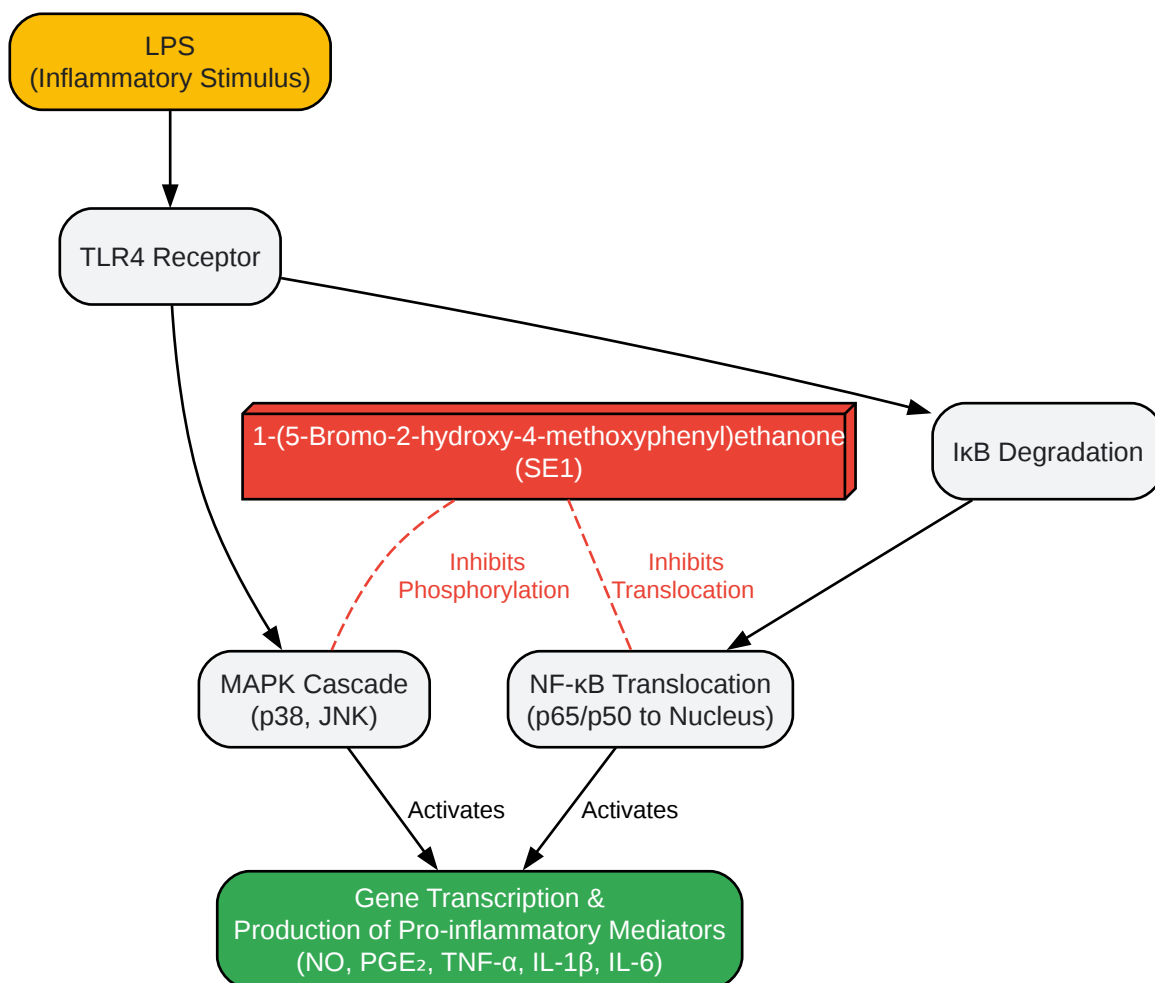 LPS
(Inflammatory Stimulus)
TLR4 Receptor
1-(5-Bromo-2-hydroxy-4-methoxyphenyl)ethanone
(SE1)
IκB Degradation
Inhibits
Phosphorylation
Inhibits
Translocation
MAPK Cascade
(p38, JNK)
NF-κB Translocation
(p65/p50 to Nucleus)
Activates
Activates
Gene Transcription &
Production of Pro-inflammatory Mediators
(NO, PGE₂, TNF-α, IL-1β, IL-6)